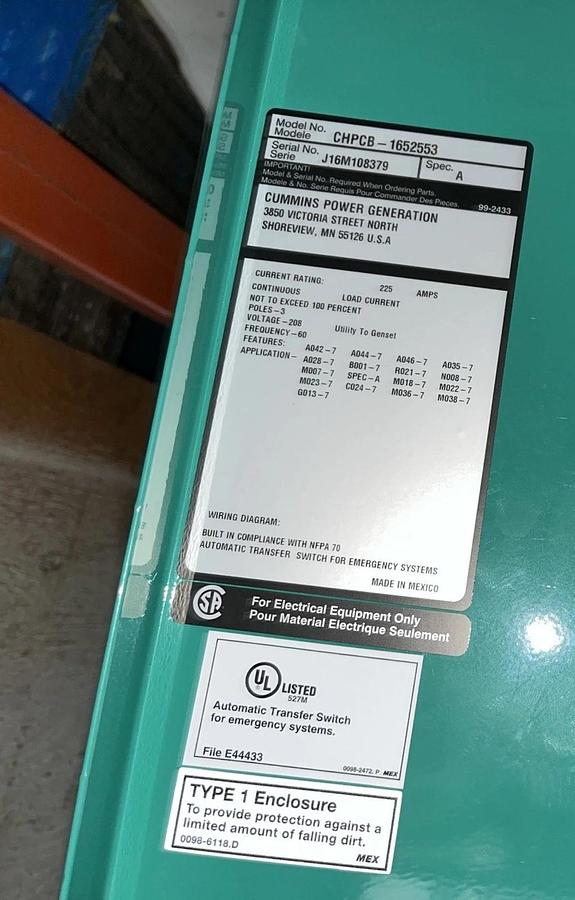 Model No. CHPCB-1652553
Modele
Serial No. J16M108379 Spec. A
Serie
IMPORTANT!
Model & Serial No. Required When Ordering Parts.
Modele & No. Serie Requis Pour Commander Des Pieces. 99-2433
CUMMINS POWER GENERATION
3850 VICTORIA STREET NORTH
SHOREVIEW, MN 55126 U.S.A
CURRENT RATING: 225 AMPS
CONTINUOUS LOAD CURRENT
NOT TO EXCEED 100 PERCENT
POLES-3
VOLTAGE-208 Utility To Genset
FREQUENCY-60
FEATURES: A042-7 A044-7 A046-7 A035-7
APPLICATION- A028-7 B001-7 R021-7 N008-7
M007-7 SPEC-A M018-7 M022-7
M023-7 C024-7 M036-7 M038-7
G013-7
WIRING DIAGRAM:
BUILT IN COMPLIANCE WITH NFPA 70
AUTOMATIC TRANSFER SWITCH FOR EMERGENCY SYSTEMS
MADE IN MEXICO
SA For Electrical Equipment Only
Pour Material Electrique Seulement
UL LISTED
527M
Automatic Transfer Switch
for emergency systems.
File E44433
0098-2472. P MEX
TYPE 1 Enclosure
To provide protection against a
limited amount of falling dirt.
0098-6118.D
MEX